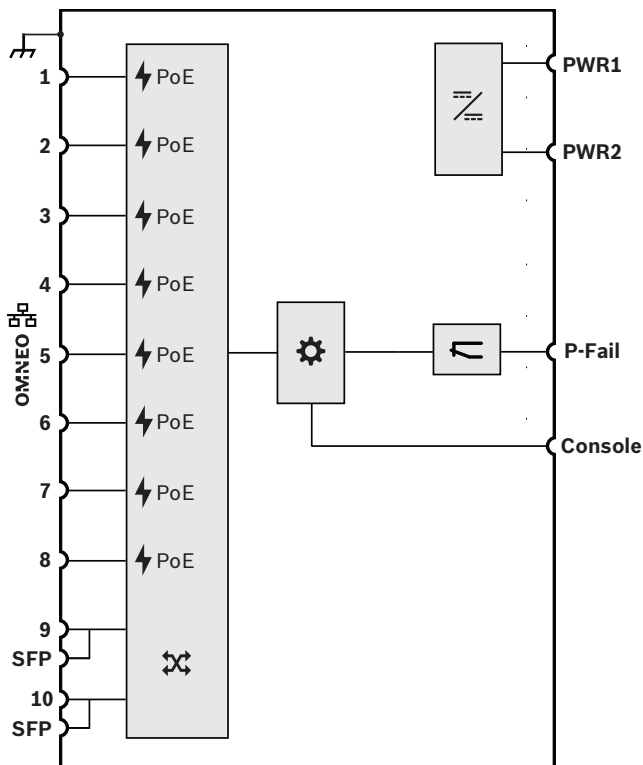 PWR1
1 PoE
2 PoE
PWR2
3 PoE
4 PoE
OMNEO
5 PoE
P-Fail
6 PoE
Console
7 PoE
8 PoE
9
SFP
10
SFP